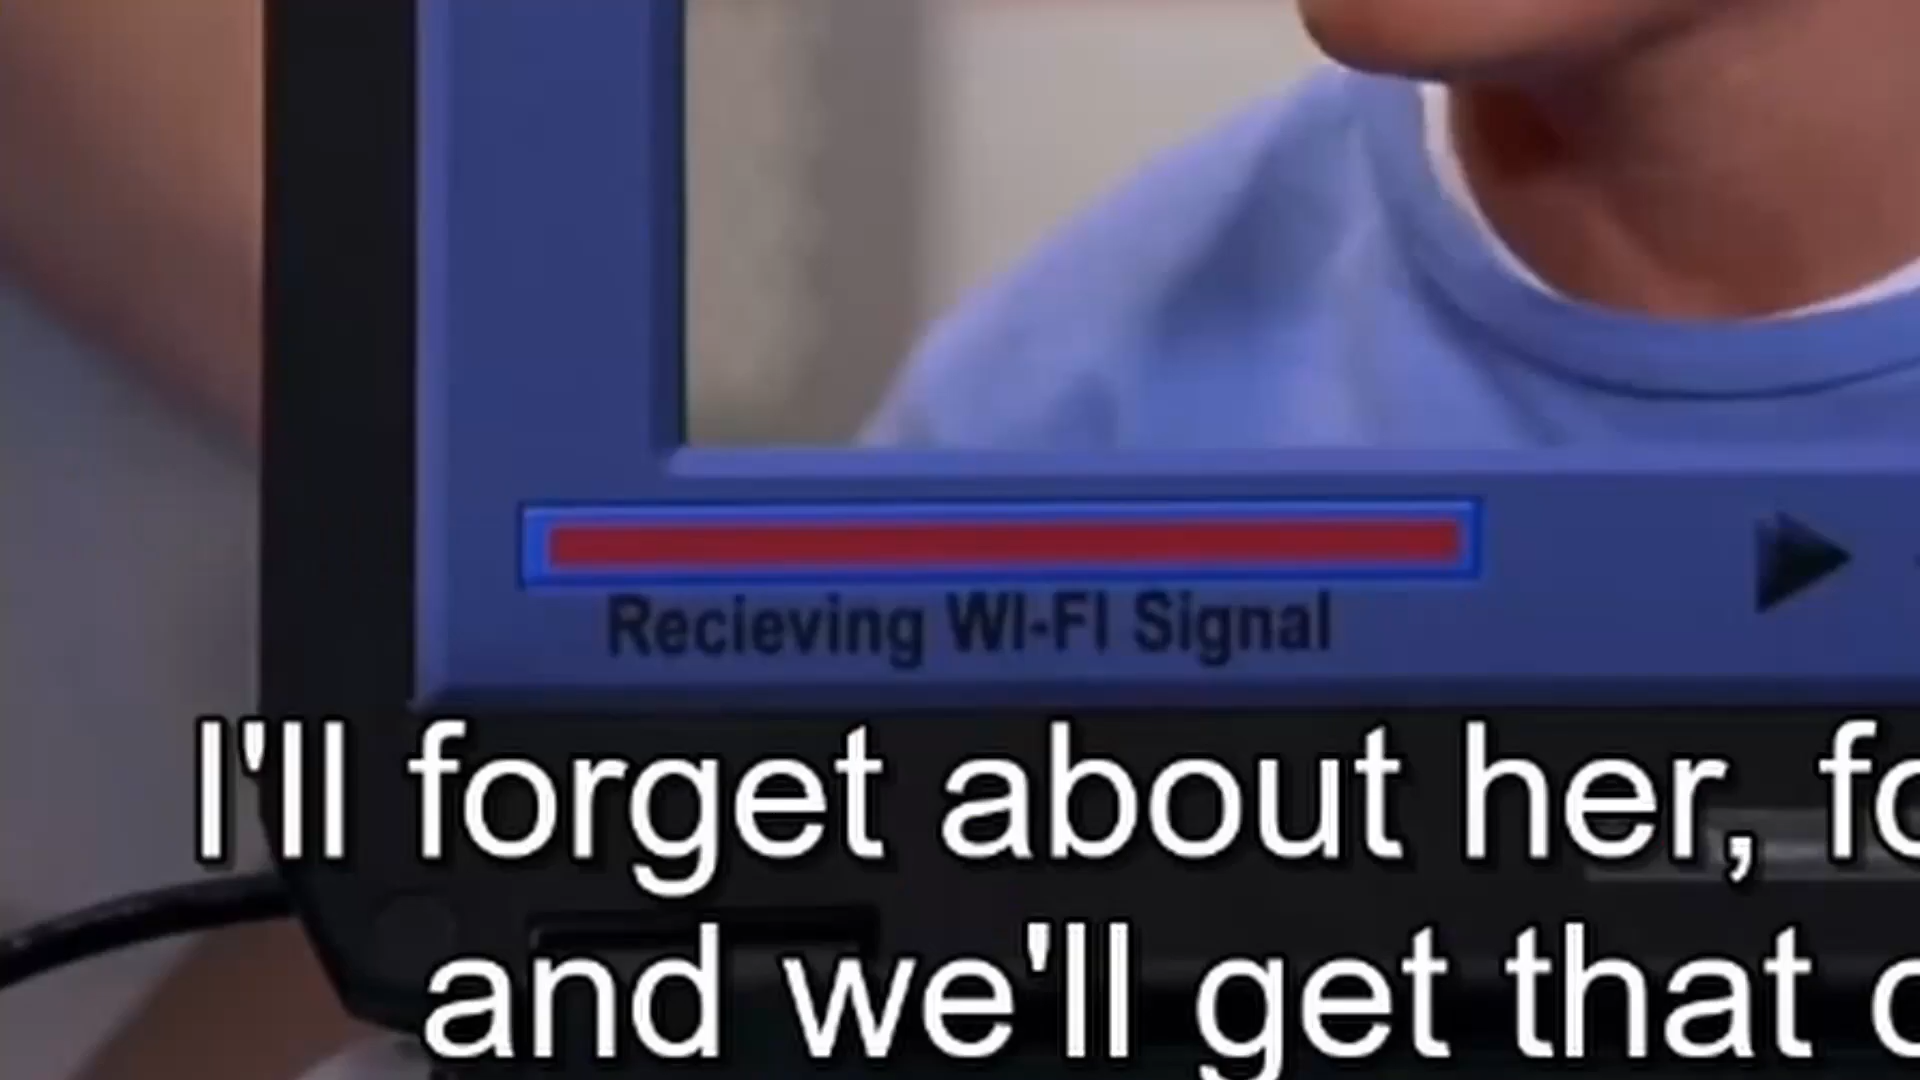 Recieving WI-FI Signal
I'll forget about her,
and we'll get that